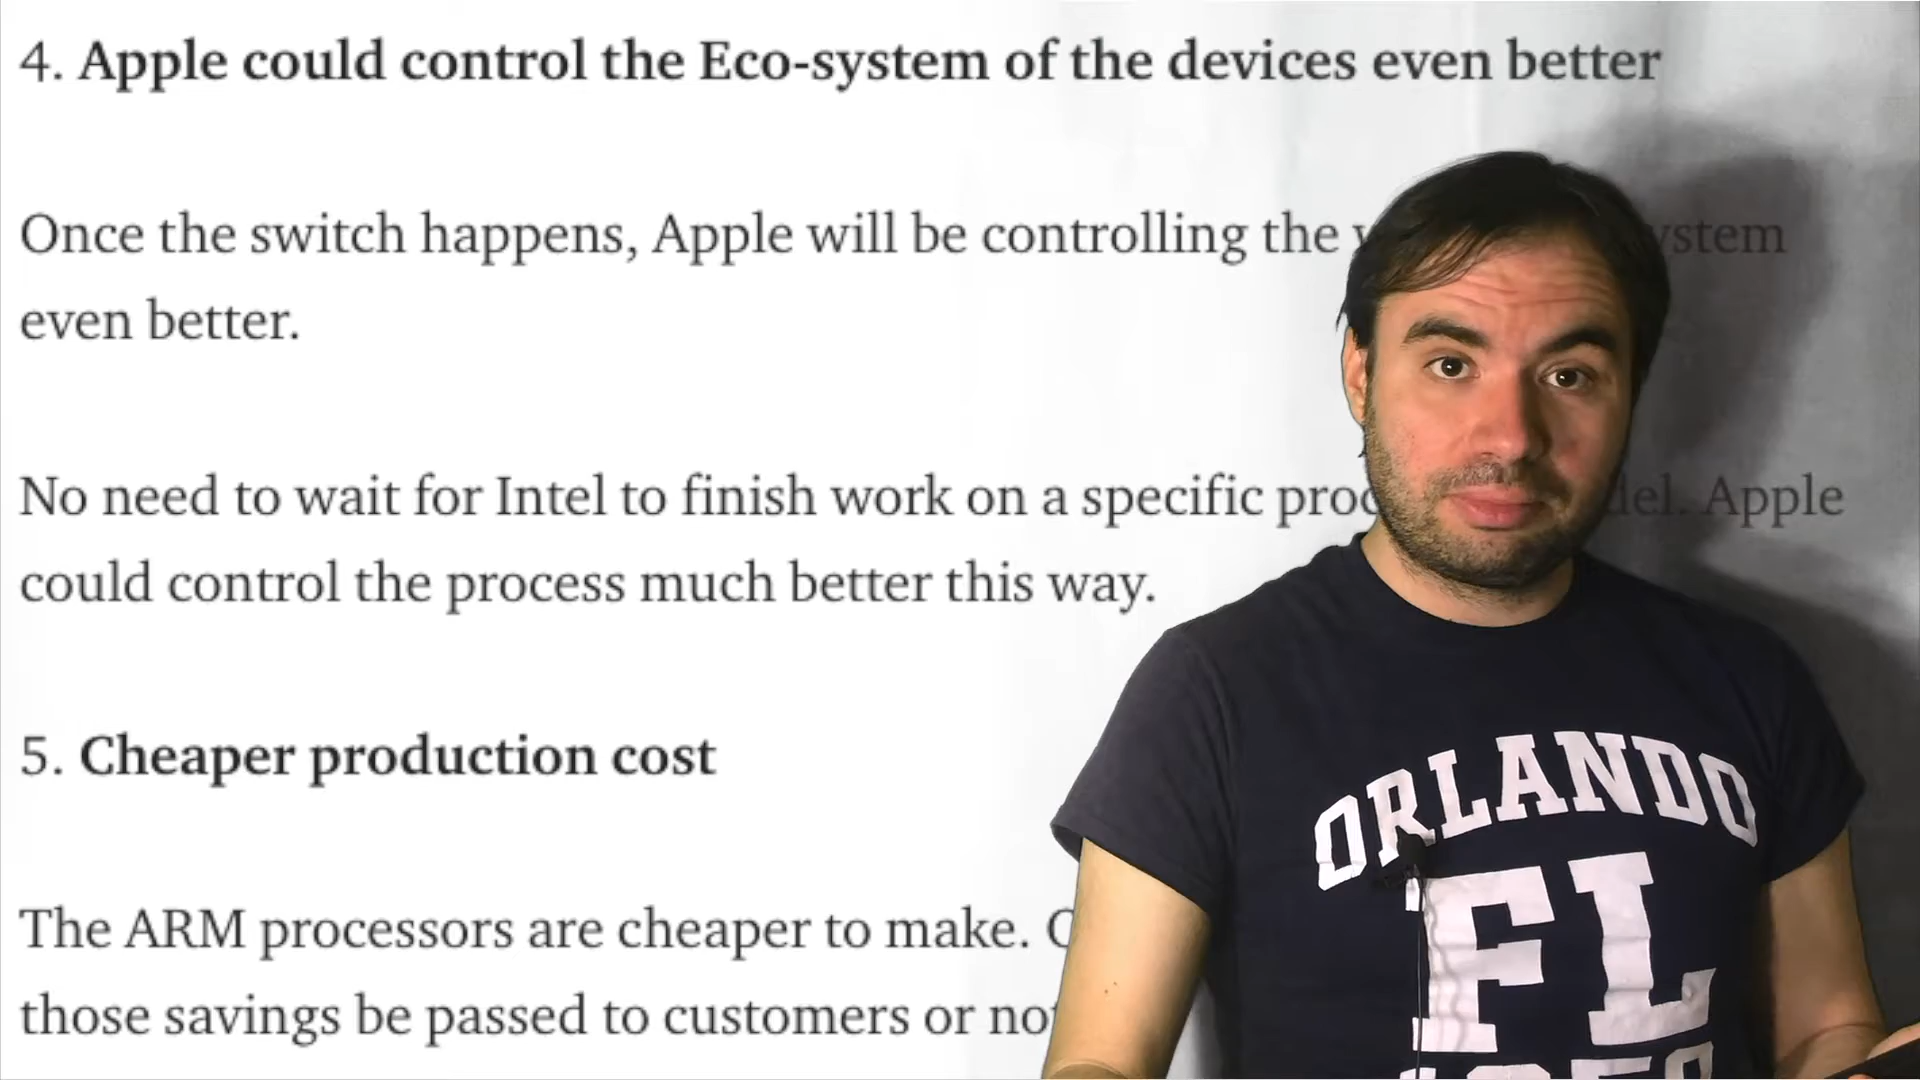 4. Apple could control the Eco-system of the devices even better
Once the switch happens, Apple will be controlling the
even better.
No need to wait for Intel to finish work on a specific Apple
could control the process much better this way.
5. Cheaper production cost
The ARM processors are cheaper to make.
those savings be passed to customers or
ORLANDO
FL